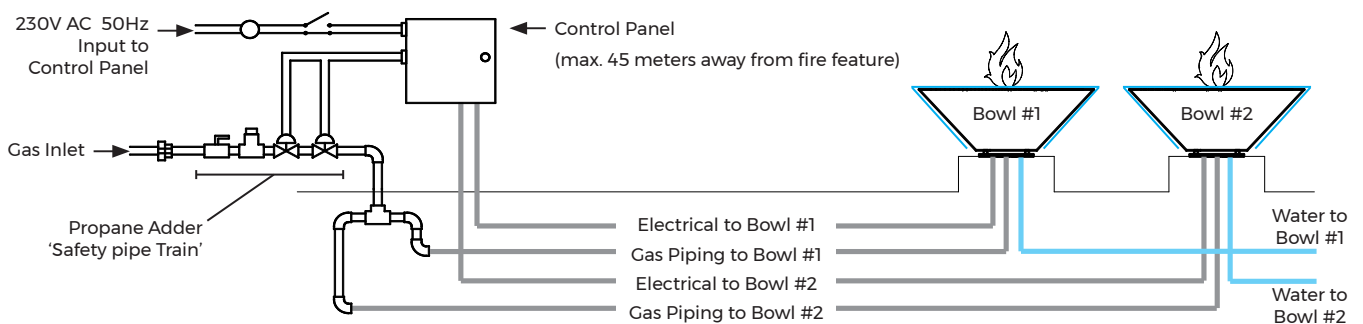 230V AC  50Hz
Input to
Control Panel
Control Panel
(max. 45 meters away from fire feature)
Bowl #1
Bowl #2
Gas Inlet
Propane Adder
‘Safety pipe Train’
Electrical to Bowl #1
Gas Piping to Bowl #1
Electrical to Bowl #2
Gas Piping to Bowl #2
Water to
Bowl #1
Water to
Bowl #2